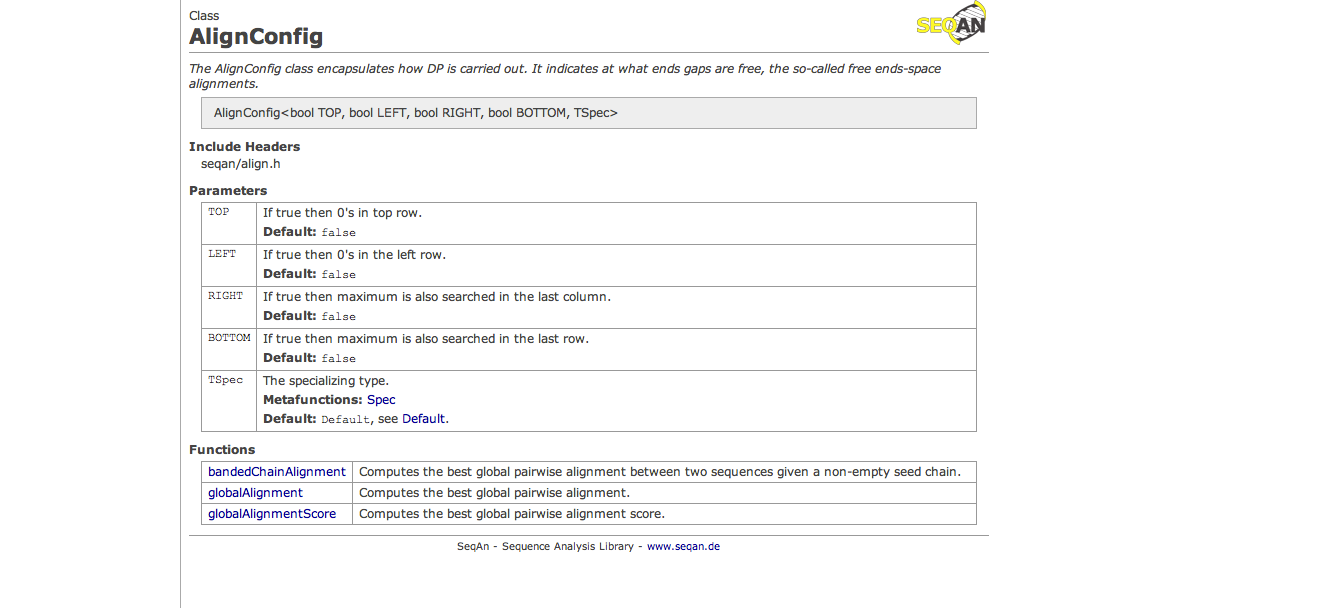 Class
SEQAN
AlignConfig
The AlignConfig class encapsulates how DP is carried out. It indicates at what ends gaps are free, the so-called free ends-space
alignments.
AlignConfig<bool TOP, bool LEFT, bool RIGHT, bool BOTTOM, TSpec>
Include Headers
seqan/align.h
Parameters
TOP If true then 0's in top row.
Default: false
LEFT If true then 0's in the left row.
Default: false
RIGHT If true then maximum is also searched in the last column.
Default: false
BOTTOM If true then maximum is also searched in the last row.
Default: false
TSpec The specializing type.
Metafunctions: Spec
Default: Default, see Default.
Functions
bandedChainAlignment Computes the best global pairwise alignment between two sequences given a non-empty seed chain.
globalAlignment Computes the best global pairwise alignment.
globalAlignmentScore Computes the best global pairwise alignment score.
SeqAn - Sequence Analysis Library - www.seqan.de